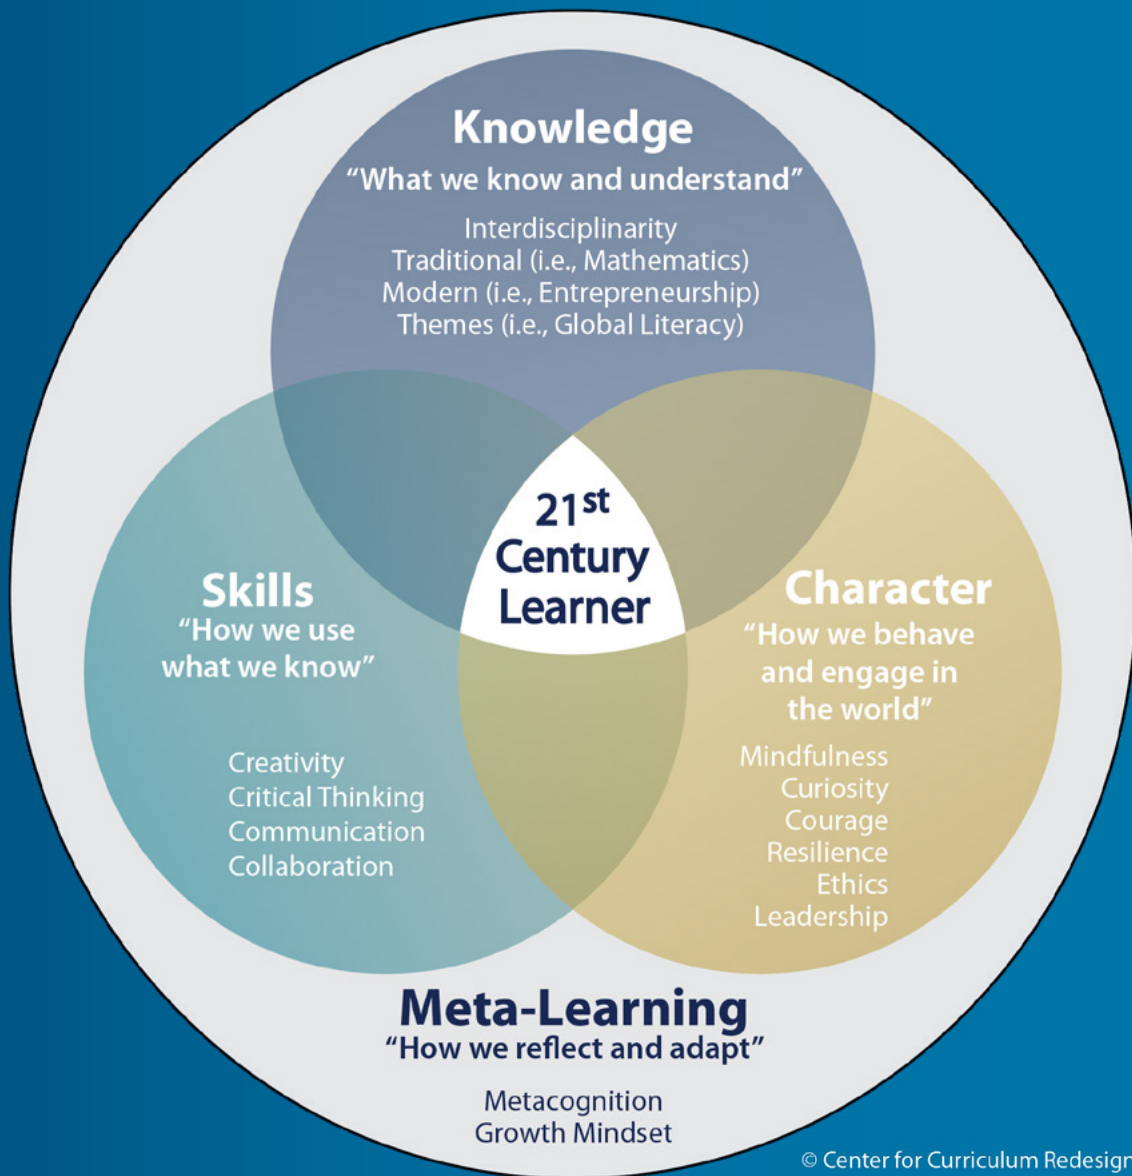 Knowledge
“What we know and understand”
Interdisciplinarity
Traditional (i.e., Mathematics)
Modern (i.e., Entrepreneurship)
Themes (i.e., Global Literacy)
21st
Century
Learner
Skills
“How we use
what we know”
Creativity
Critical Thinking
Communication
Collaboration
Character
“How we behave
and engage in
the world”
Mindfulness
Curiosity
Courage
Resilience
Ethics
Leadership
Meta-Learning
“How we reflect and adapt”
Metacognition
Growth Mindset
© Center for Curriculum Redesign